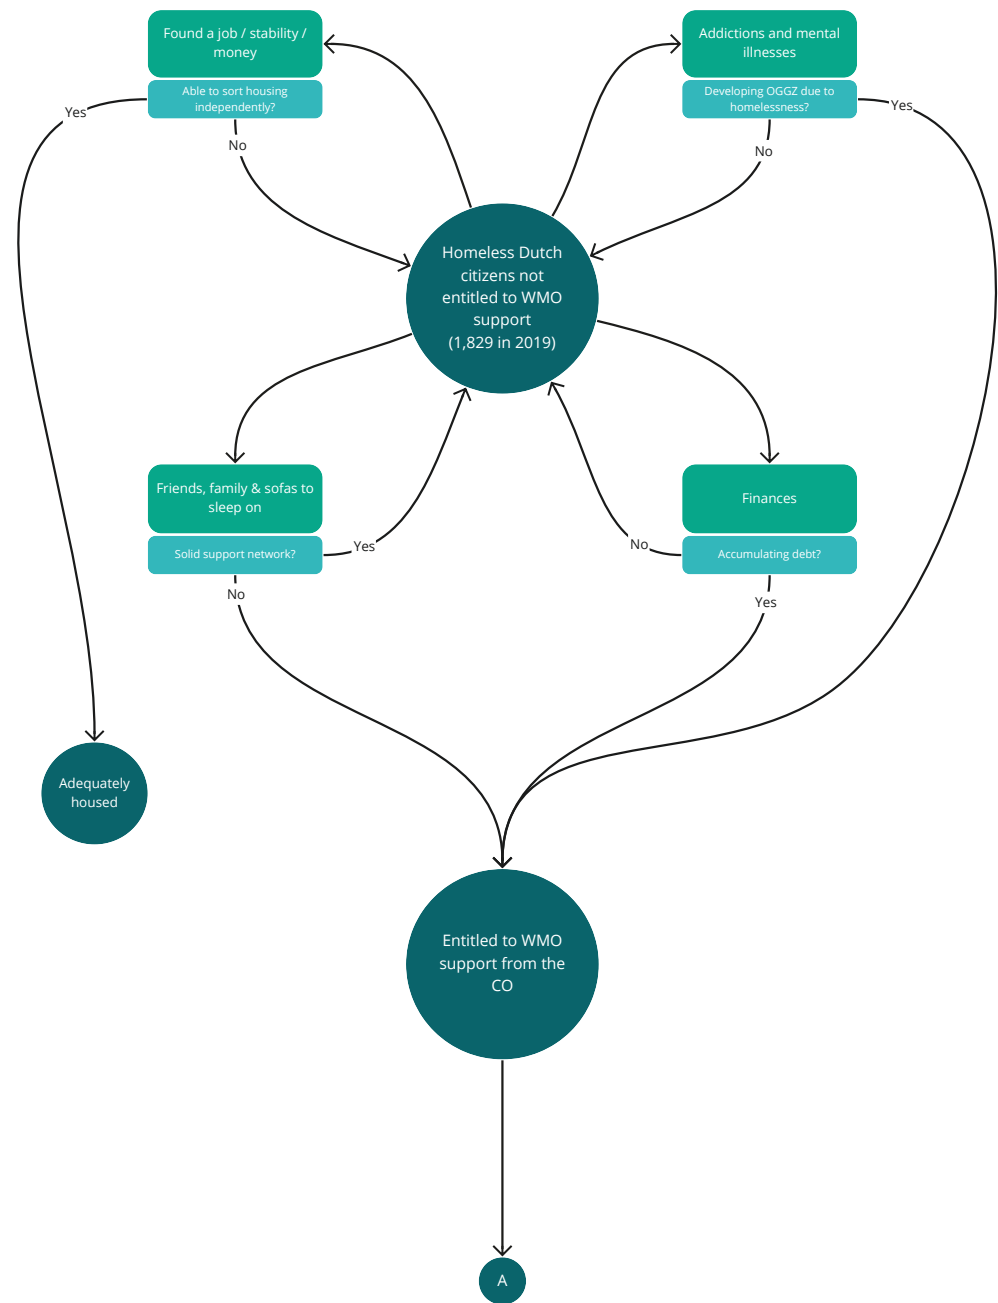 Found a job / stability /
money
Able to sort housing
independently?
Yes
No
Addictions and mental
illnesses
Developing OGGZ due to
homelessness?
Yes
No
Homeless Dutch
citizens not
entitled to WMO
support
(1,829 in 2019)
Friends, family & sofas to
sleep on
Solid support network?
Yes
No
Finances
Accumulating debt?
No
Yes
Adequately
housed
Entitled to WMO
support from the
CO
A